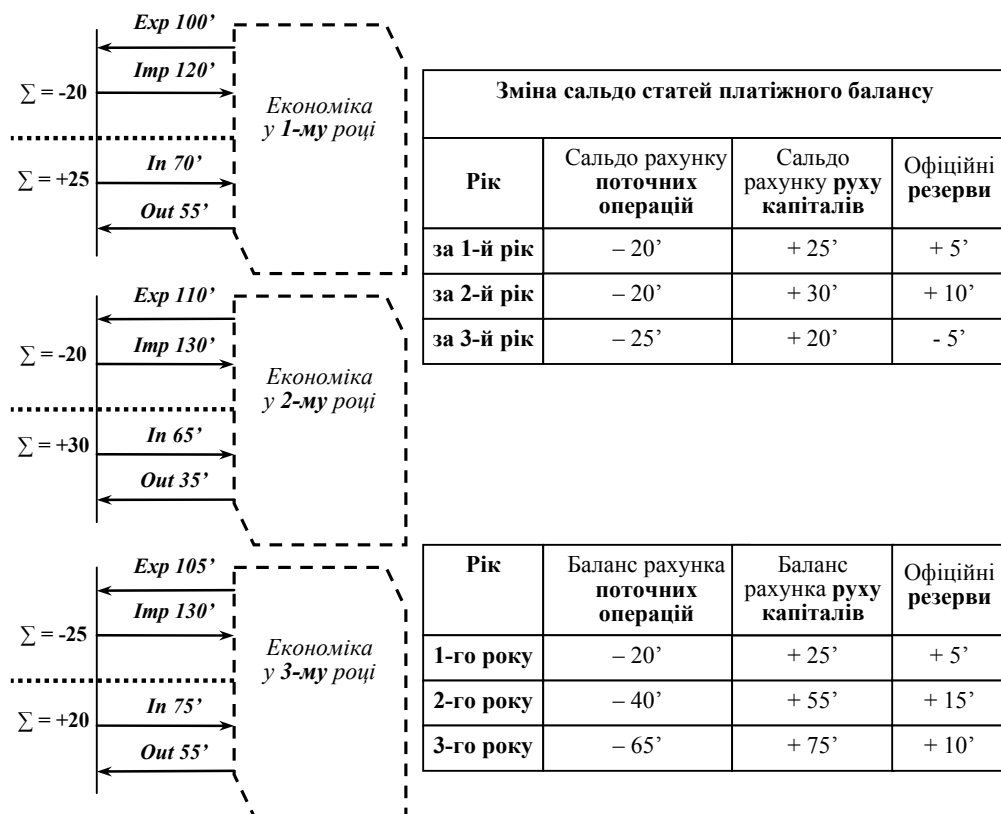 Exp 100’
Imp 120’
∑ = -20
Економіка
у 1-му році
In 70’
∑ = +25
Out 55’
Exp 110’
Imp 130’
∑ = -20
Економіка
у 2-му році
In 65’
∑ = +30
Out 35’
Exp 105’
Imp 130’
∑ = -25
Економіка
у 3-му році
In 75’
∑ = +20
Out 55’
Зміна сальдо статей платіжного балансу
Рік
Сальдо рахунку
поточних
операцій
Сальдо
рахунку руху
капіталів
Офіційні
резерви
за 1-й рік – 20’ + 25’ + 5’
за 2-й рік – 20’ + 30’ + 10’
за 3-й рік – 25’ + 20’ - 5’
Рік
Баланс рахунка
поточних
операцій
Баланс
рахунка руху
капіталів
Офіційні
резерви
1-го року – 20’ + 25’ + 5’
2-го року – 40’ + 55’ + 15’
3-го року – 65’ + 75’ + 10’